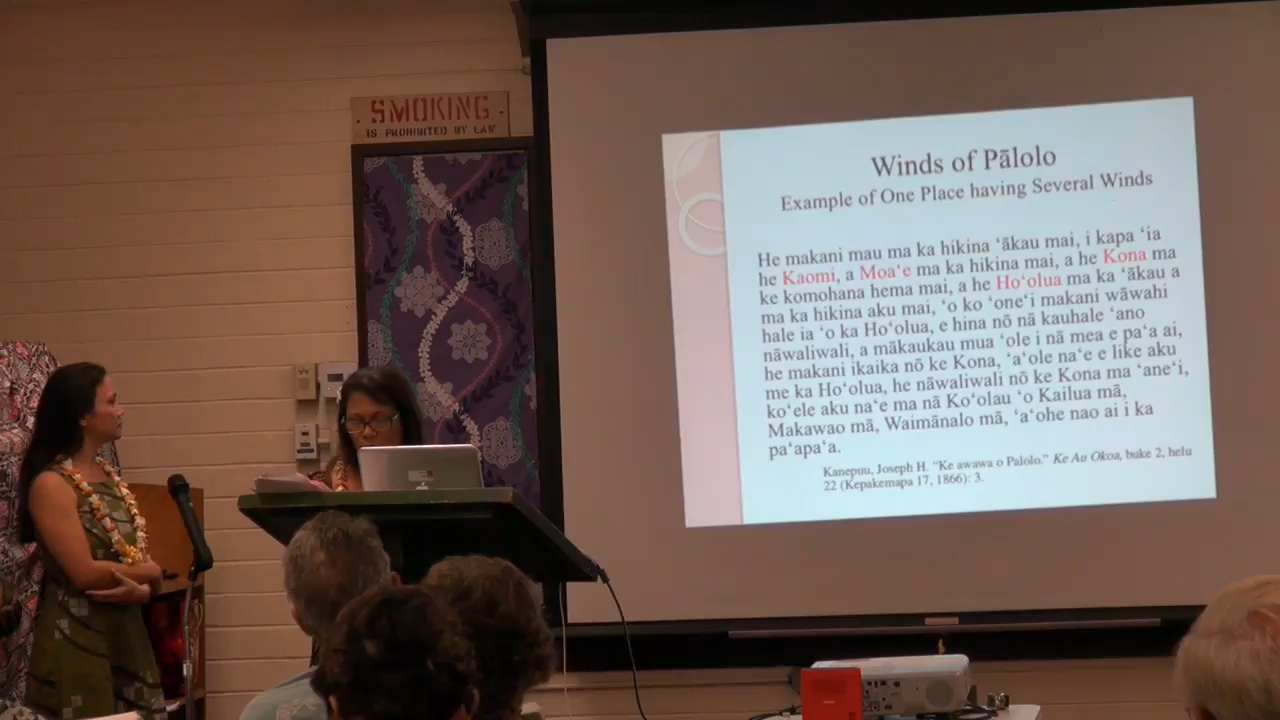 SMOKING
IS PROHIBITED BY LAW
Winds of Pālolo
Example of One Place having Several Winds
He makani mau ma ka hikina ʻākau mai, i kapa ʻia
he Kaomi, a Moaʻe ma ka hikina mai, a he Kona ma
ke komohana hema mai, a he Hoʻolua ma ka ʻākau a
ma ka hikina aku mai, ʻo ko ʻoneʻi makani wāwahi
hale ia ʻo ka Hoʻolua, e hina nō nā kauhale ʻano
nāwaliwali, a mākaukau mua ʻole i nā mea e paʻa ai,
he makani ikaika nō ke Kona, ʻaʻole naʻe e like aku
me ka Hoʻolua, he nāwaliwali nō ke Kona ma ʻaneʻi,
koʻele aku naʻe ma nā Koʻolau ʻo Kailua mā,
Makawao mā, Waimānalo mā, ʻaʻohe nao ai i ka
paʻapaʻa.
Kanepuu, Joseph H. “Ke awawa o Palolo.” Ke Au Okoa, buke 2, helu
22 (Kepakemapa 17, 1866): 3.